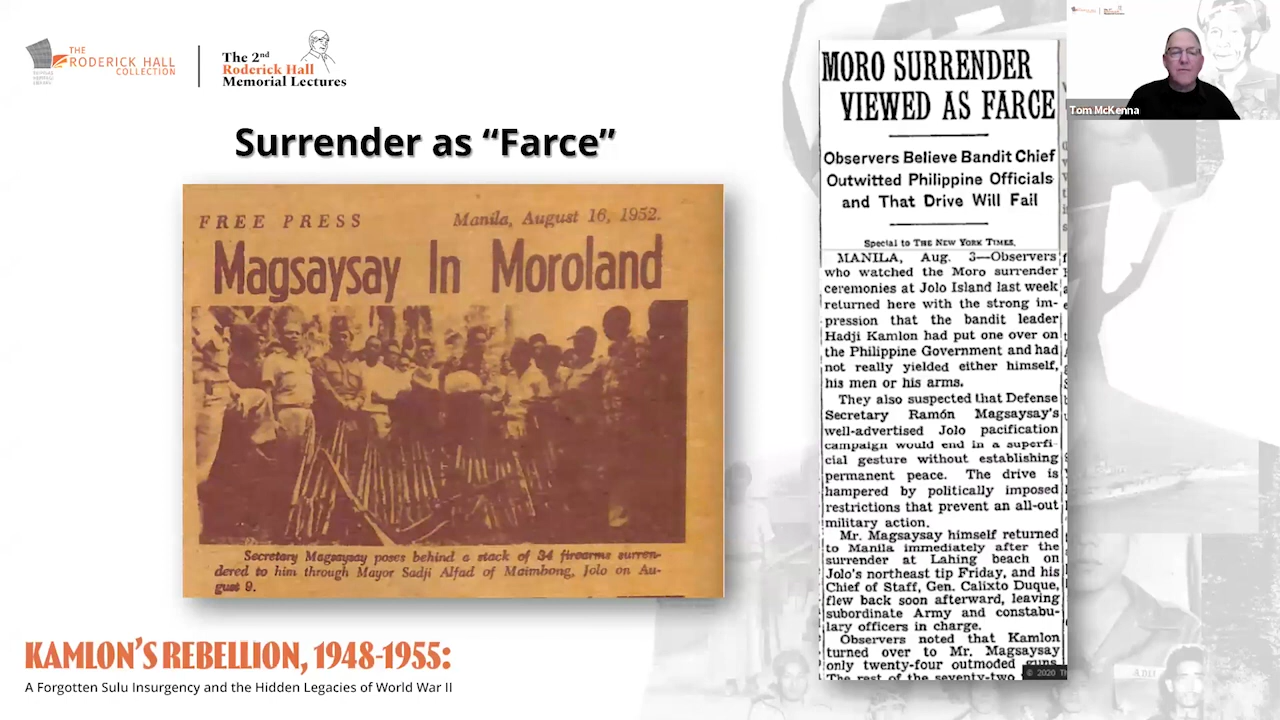 THE
RODERICK HALL
COLLECTION
The 2nd
Roderick Hall
Memorial Lectures
Surrender as “Farce”
FREE PRESS
Manila, August 16, 1952.
Magsaysay In Moroland
Secretary Magsaysay poses behind a stack of 34 firearms surren-
dered to him through Mayor Sadji Alfad of Maimbong, Jolo on Au-
gust 9.
KAMLON’S REBELLION, 1948-1955:
A Forgotten Sulu Insurgency and the Hidden Legacies of World War II
MORO SURRENDER
VIEWED AS FARCE
Observers Believe Bandit Chief
Outwitted Philippine Officials
and That Drive Will Fail
Special to THE NEW YORK TIMES.
MANILA, Aug. 3—Observers
who watched the Moro surrender
ceremonies at Jolo Island last week
returned here with the strong im-
pression that the bandit leader
Hadji Kamlon had put one over on
the Philippine Government and had
not really yielded either himself,
his men or his arms.
They also suspected that Defense
Secretary Ramón Magsaysay’s
well-advertised Jolo pacification
campaign would end in a superfi-
cial gesture without establishing
permanent peace. The drive is
hampered by politically imposed
restrictions that prevent an all-out
military action.
Mr. Magsaysay himself returned
to Manila immediately after the
surrender at Lahing beach on
Jolo’s northeast tip Friday, and his
Chief of Staff, Gen. Calixto Duque,
flew back soon afterward, leaving
subordinate Army and constabu-
lary officers in charge.
Observers noted that Kamlon
turned over to Mr. Magsaysay
only twenty-four outmoded guns.
The rest of the seventy-two
© 2020 Th
Tom McKenna